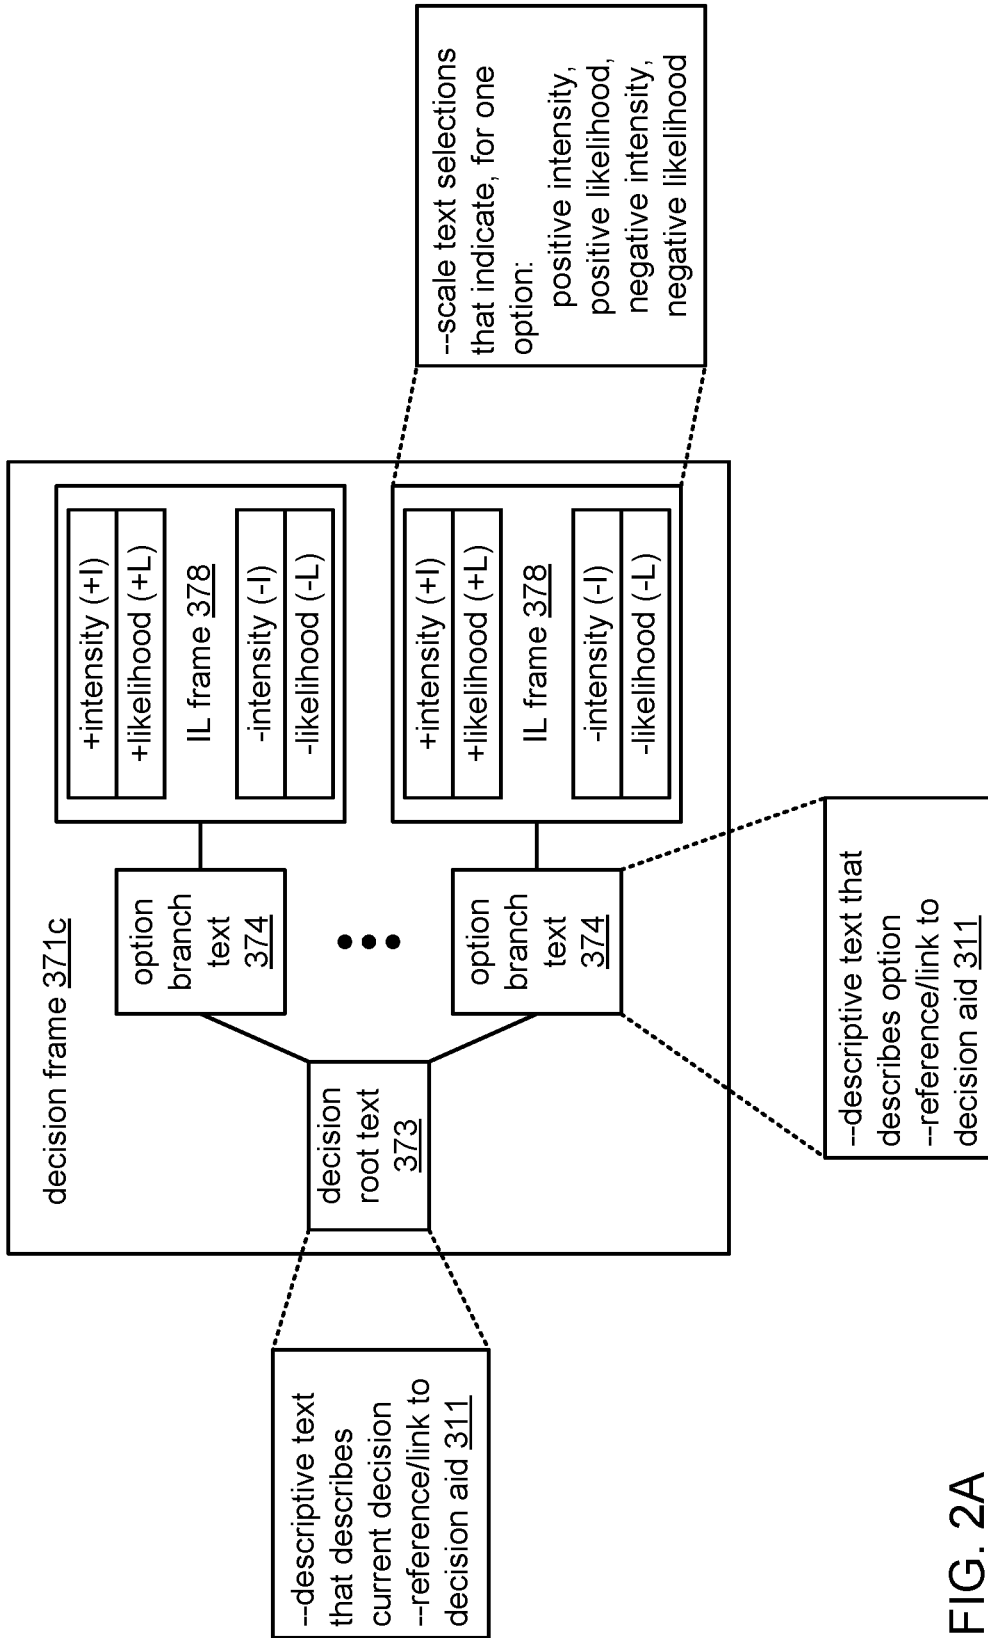 decision frame 371c
--descriptive text
that describes
current decision
--reference/link to
decision aid 311
decision
root text
373
option
branch
text
374
+intensity (+I)
+likelihood (+L)
IL frame 378
-intensity (-I)
-likelihood (-L)
option
branch
text
374
+intensity (+I)
+likelihood (+L)
IL frame 378
-intensity (-I)
-likelihood (-L)
--scale text selections
that indicate, for one
option:
positive intensity,
positive likelihood,
negative intensity,
negative likelihood
--descriptive text that
describes option
--reference/link to
decision aid 311
FIG. 2A